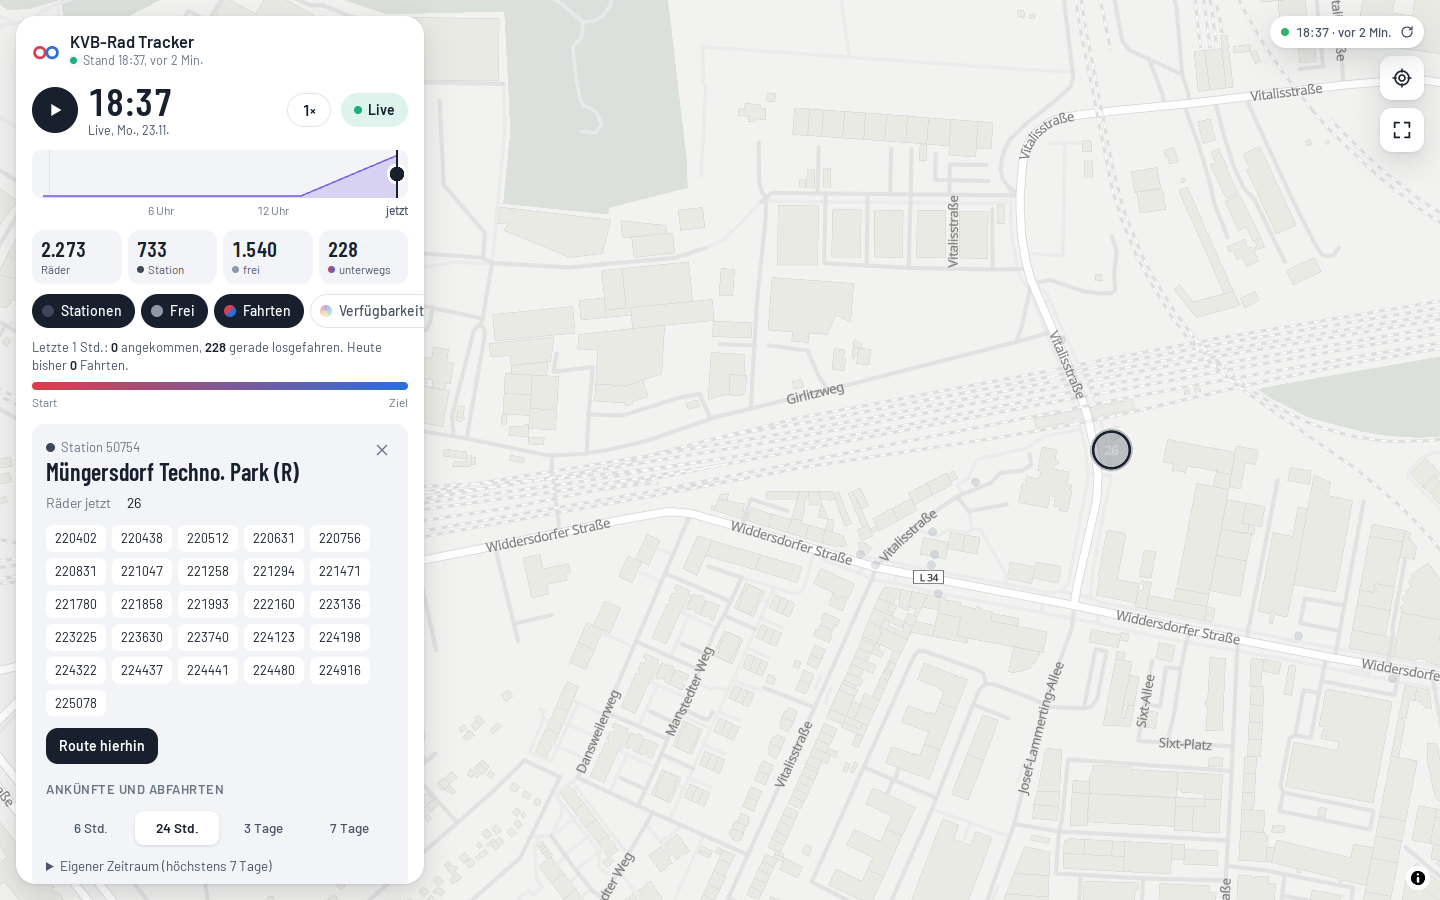 KVB-Rad Tracker
Stand 18:37, vor 2 Min.
18:37
Live, Mo., 23.11.
1×
Live
6 Uhr
12 Uhr
jetzt
2.273
Räder
733
Station
1.540
frei
228
unterwegs
Stationen
Frei
Fahrten
Verfügbarkeit
Letzte 1 Std.: 0 angekommen, 228 gerade losgefahren. Heute
bisher 0 Fahrten.
Start
Ziel
Station 50754
Müngersdorf Techno. Park (R)
Räder jetzt 26
220402 220438 220512 220631 220756
220831 221047 221258 221294 221471
221780 221858 221993 222160 223136
223225 223630 223740 224123 224198
224322 224437 224441 224480 224916
225078
Route hierhin
ANKÜNFTE UND ABFAHRTEN
6 Std.
24 Std.
3 Tage
7 Tage
Eigener Zeitraum (höchstens 7 Tage)
18:37 · vor 2 Min.
Vitalisstraße
Vitalisstraße
Vitalisstraße
Vitalisstraße
Girlitzweg
26
Widdersdorfer Straße
Widdersdorfer Straße
Vitalisstraße
L 34
Widdersdorfer Straße
Widdersdorfe
Dansweilerweg
Manstedter Weg
Vitalisstraße
Josef-Lammerting-Allee
Sixt-Allee
Sixt-Platz
dter Weg
aße